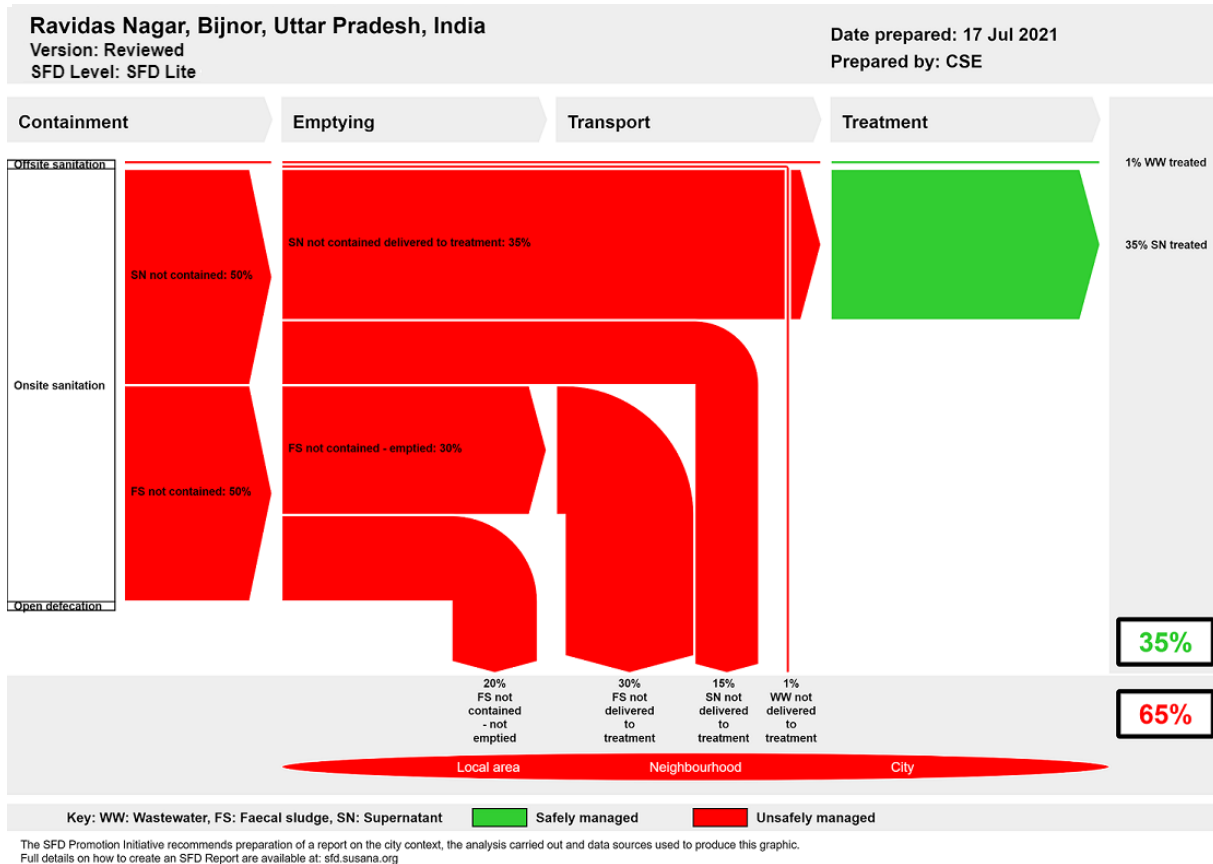 Ravidas Nagar, Bijnor, Uttar Pradesh, India
Version: Reviewed
SFD Level: SFD Lite
Date prepared: 17 Jul 2021
Prepared by: CSE
Containment
Emptying
Transport
Treatment
Offsite sanitation
1% WW treated
SN not contained delivered to treatment: 35%
35% SN treated
SN not contained: 50%
Onsite sanitation
FS not contained - emptied: 30%
FS not contained: 50%
Open defecation
35%
20%
FS not
contained
- not
emptied
30%
FS not
delivered
to
treatment
15%
SN not
delivered
to
treatment
1%
WW not
delivered
to
treatment
65%
Local area
Neighbourhood
City
Key: WW: Wastewater, FS: Faecal sludge, SN: Supernatant
Safely managed
Unsafely managed
The SFD Promotion Initiative recommends preparation of a report on the city context, the analysis carried out and data sources used to produce this graphic.
Full details on how to create an SFD Report are available at: sfd.susana.org